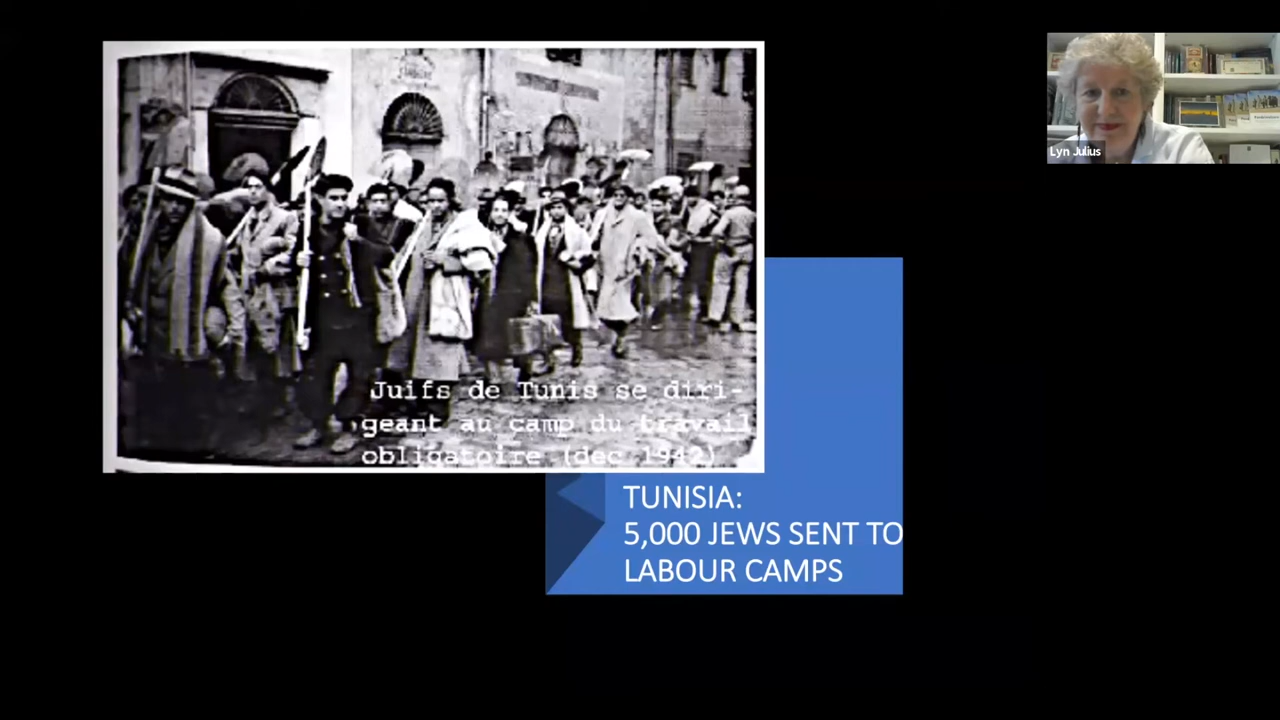 Lyn Julius
Juifs de Tunis se diri-
geant au camp du travail
obligatoire (dec 1942)
TUNISIA:
5,000 JEWS SENT TO
LABOUR CAMPS